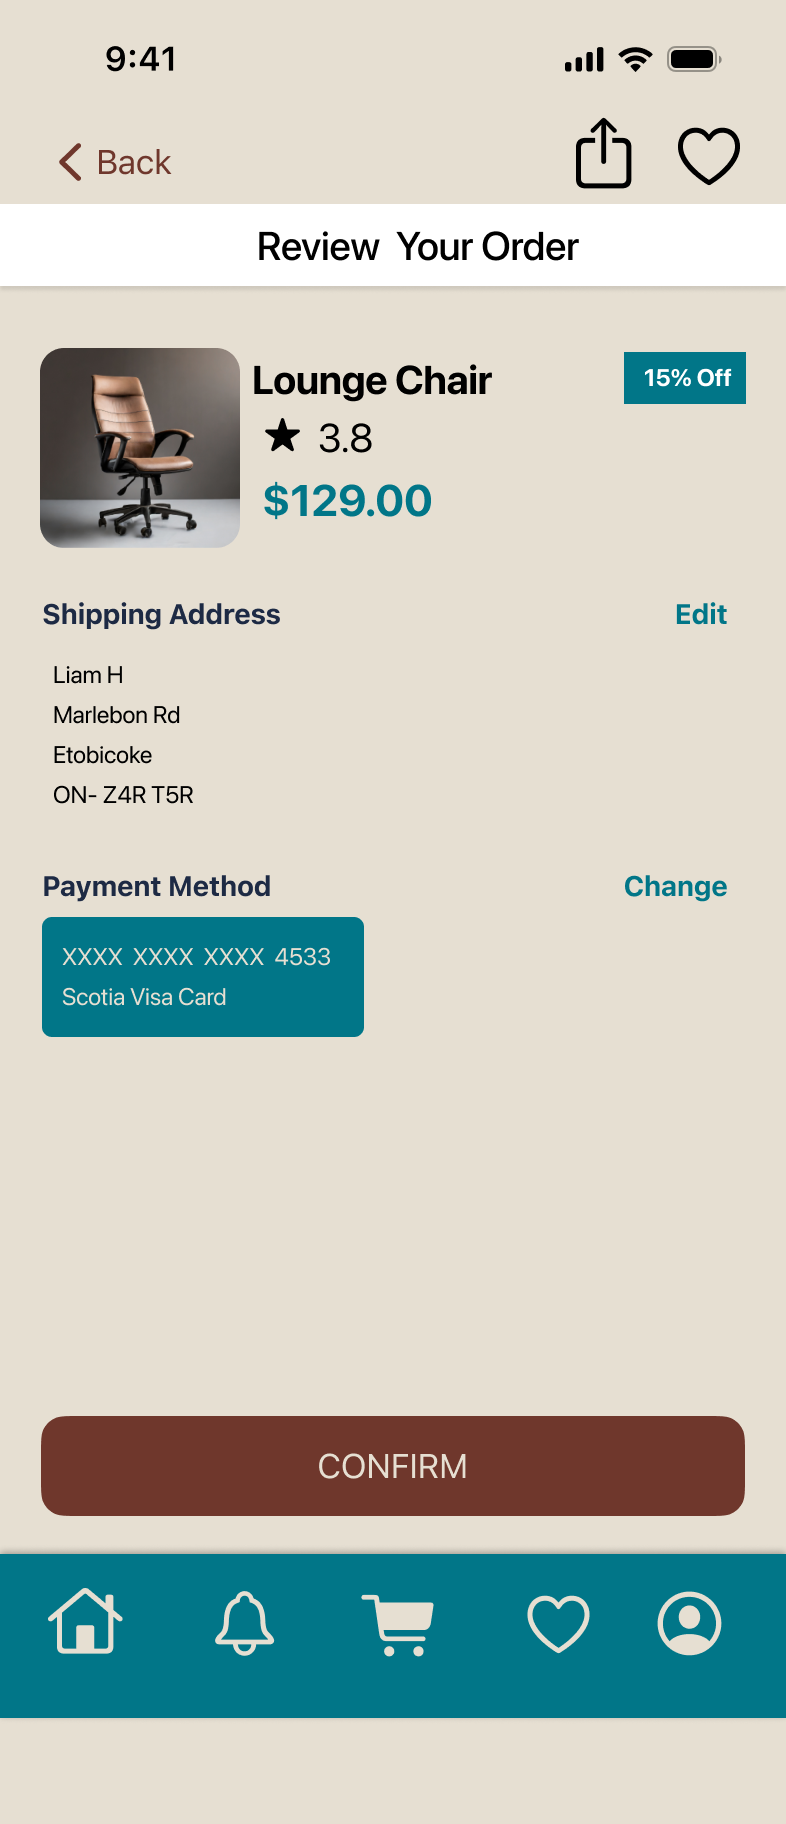 9:41
Back
Review Your Order
Lounge Chair
15% Off
3.8
$129.00
Shipping Address
Edit
Liam H
Marlebon Rd
Etobicoke
ON- Z4R T5R
Payment Method
Change
XXXX XXXX XXXX 4533
Scotia Visa Card
CONFIRM